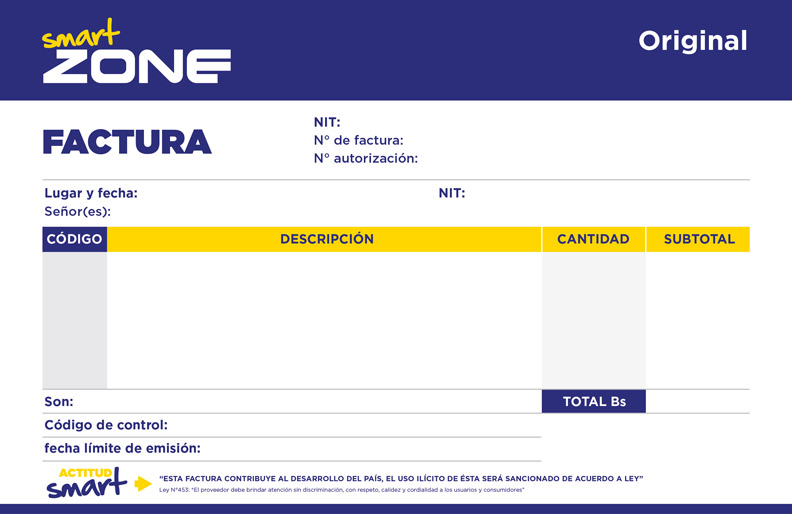 smart
ZONE
Original
FACTURA
NIT:
N° de factura:
N° autorización:
Lugar y fecha:
NIT:
Señor(es):
CÓDIGO
DESCRIPCIÓN
CANTIDAD
SUBTOTAL
Son:
TOTAL Bs
Código de control:
fecha límite de emisión:
ACTITUD
smart
“ESTA FACTURA CONTRIBUYE AL DESARROLLO DEL PAÍS, EL USO ILÍCITO DE ÉSTA SERÁ SANCIONADO DE ACUERDO A LEY”
Ley N°453: “El proveedor debe brindar atención sin discriminación, con respeto, calidez y cordialidad a los usuarios y consumidores”